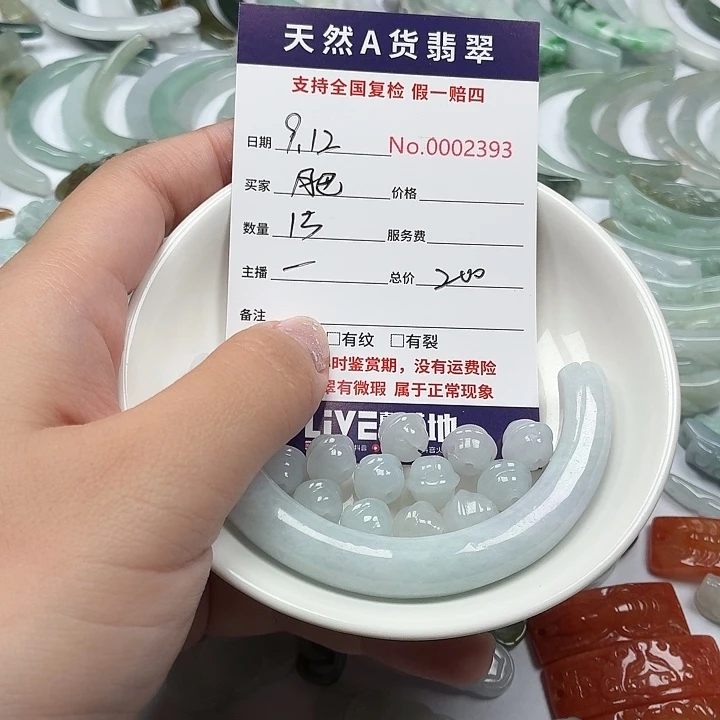 天然A货翡翠
支持全国复检 假一赔四
日期 9.12 No.0002393
买家 肥 价格
数量 15 服务费
主播 一 总价 200
备注
□有纹 □有裂
时鉴赏期，没有运费险
有微瑕 属于正常现象
LiVE 地